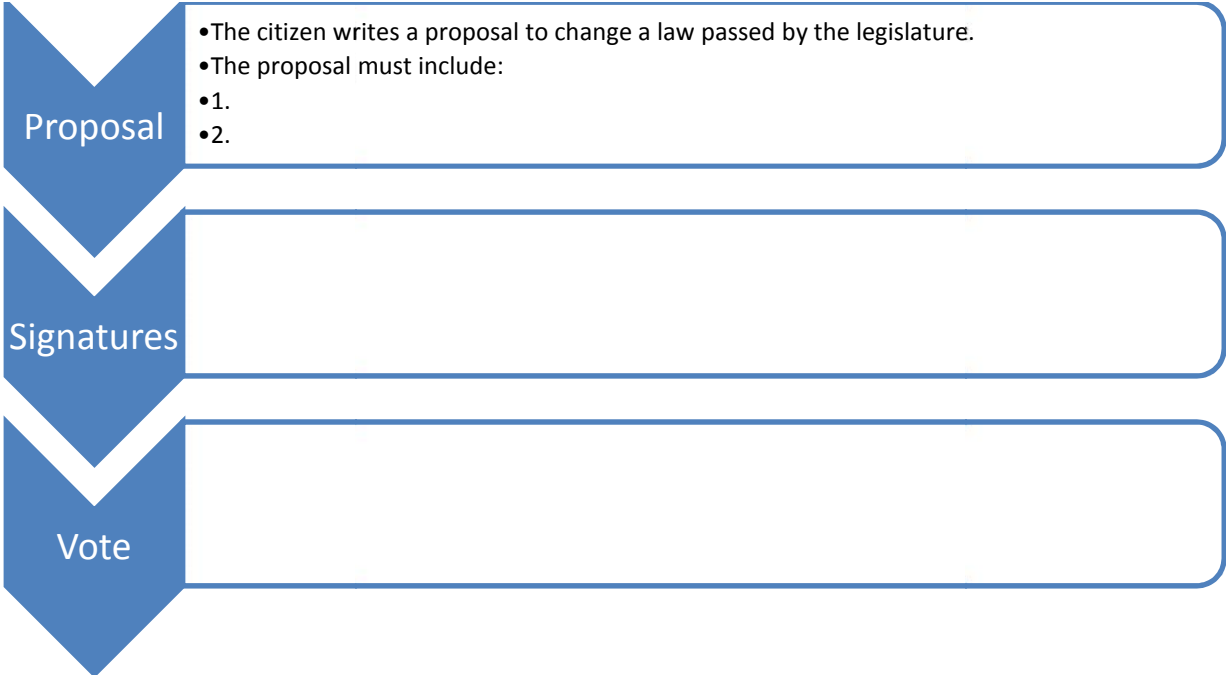 Proposal
•The citizen writes a proposal to change a law passed by the legislature.
•The proposal must include:
•1.
•2.
Signatures
Vote